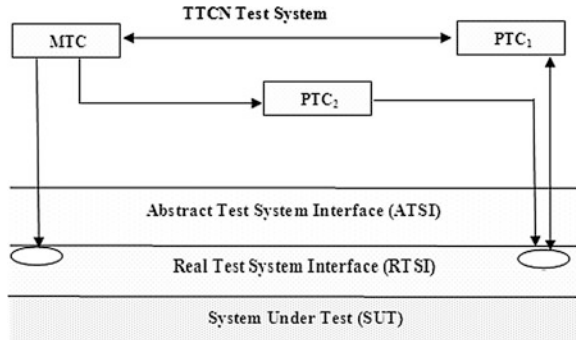 TTCN Test System
MTC
PTC₁
PTC₂
Abstract Test System Interface (ATSI)
Real Test System Interface (RTSI)
System Under Test (SUT)